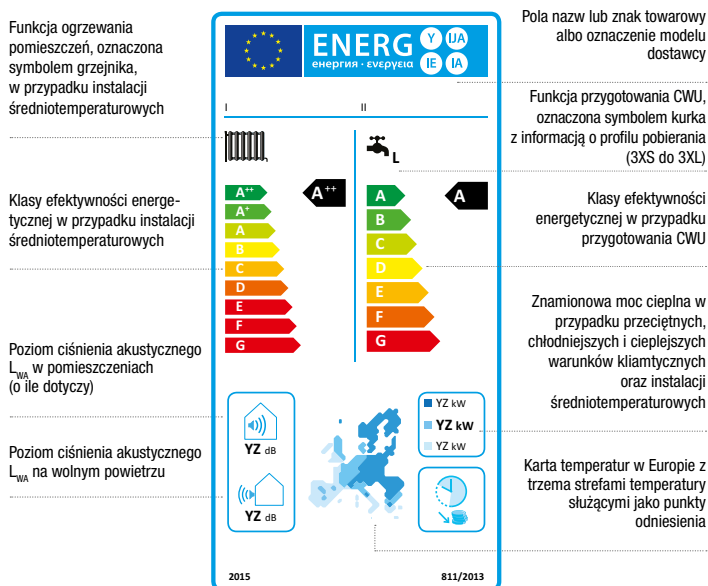 Funkcja ogrzewania
pomieszczeń, oznaczona
symbolem grzejnika,
w przypadku instalacji
średniotemperaturowych
Klasy efektywności energe-
tycznej w przypadku instalacji
średniotemperaturowych
Poziom ciśnienia akustycznego
LWA w pomieszczeniach
(o ile dotyczy)
Poziom ciśnienia akustycznego
LWA na wolnym powietrzu
ENERG
енергия · ενεργεια
Y IJA
IE IA
I II
L
A++
A+
A
B
C
D
E
F
G
A++
A
B
C
D
E
F
G
A
YZ dB
YZ dB
YZ kW
YZ kW
YZ kW
2015 811/2013
Pola nazw lub znak towarowy
albo oznaczenie modelu
dostawcy
Funkcja przygotowania CWU,
oznaczona symbolem kurka
z informacją o profilu pobierania
(3XS do 3XL)
Klasy efektywności
energetycznej w przypadku
przygotowania CWU
Znamionowa moc cieplna w
przypadku przeciętnych,
chłodniejszych i cieplejszych
warunków kliamtycznych
oraz instalacji
średniotemperaturowych
Karta temperatur w Europie z
trzema strefami temperatury
służącymi jako punkty
odniesienia